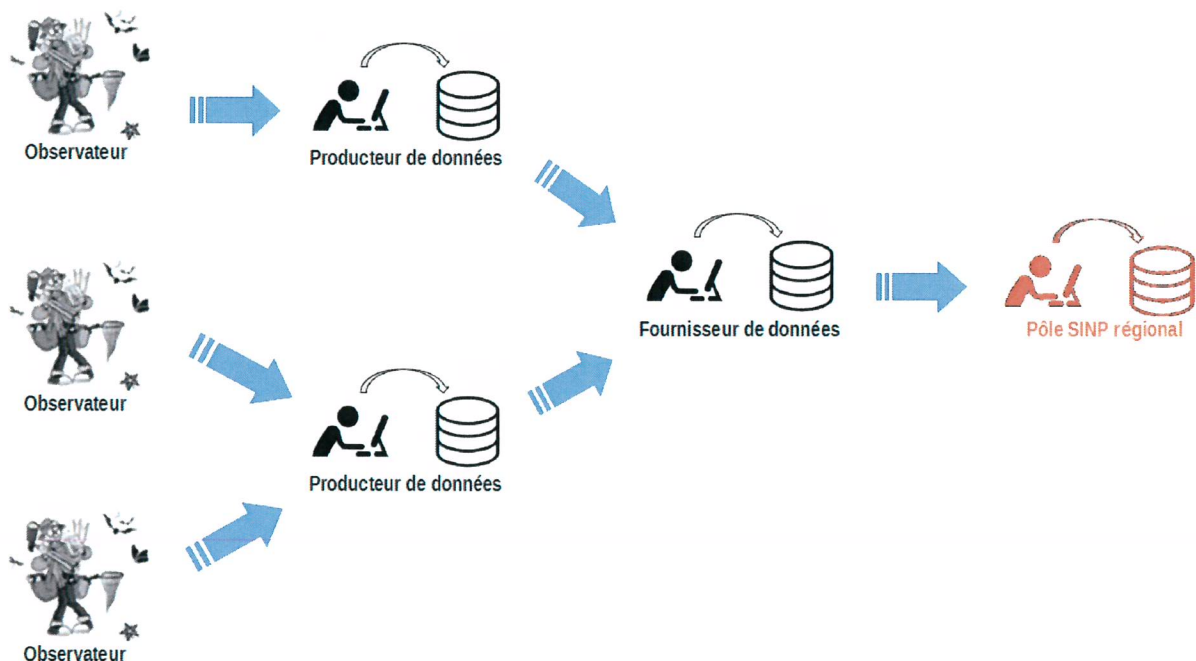 Observateur
Producteur de données
Observateur
Fournisseur de données
Pôle SINP régional
Producteur de données
Observateur